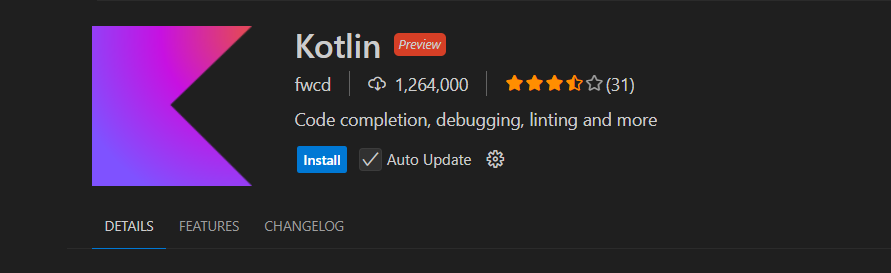 Kotlin Preview
fwcd 1,264,000 (31)
Code completion, debugging, linting and more
Install Auto Update
DETAILS FEATURES CHANGELOG